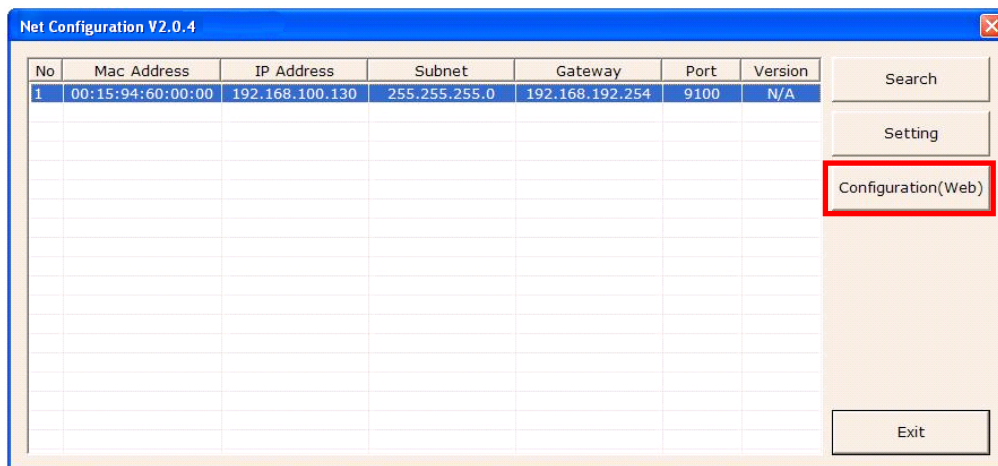 Net Configuration V2.0.4
No Mac Address IP Address Subnet Gateway Port Version
1 00:15:94:60:00:00 192.168.100.130 255.255.255.0 192.168.192.254 9100 N/A
Search
Setting
Configuration(Web)
Exit